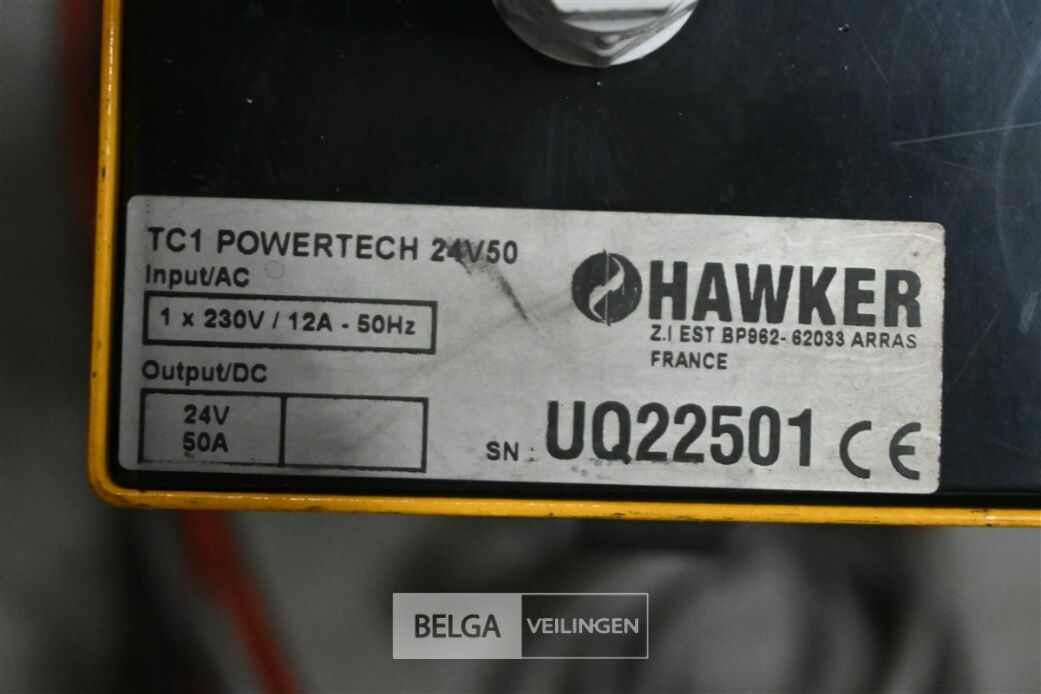 TC1 POWERTECH 24V50
Input/AC
1 x 230V / 12A - 50Hz
Output/DC
24V
50A
HAWKER
Z.I EST BP962- 62033 ARRAS
FRANCE
SN : UQ22501 CE
BELGA VEILINGEN